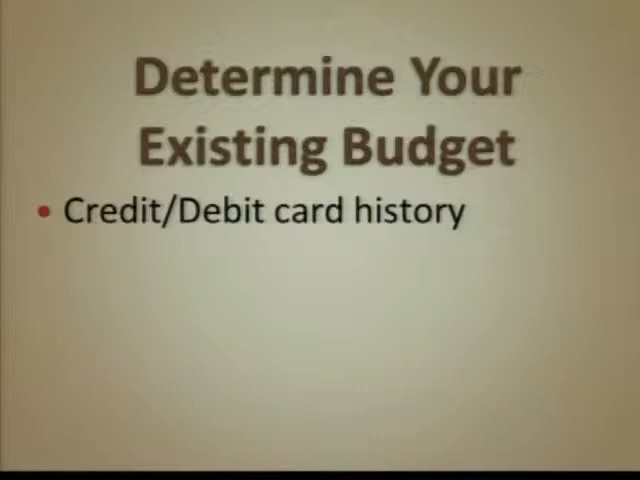 Determine Your
Existing Budget
• Credit/Debit card history